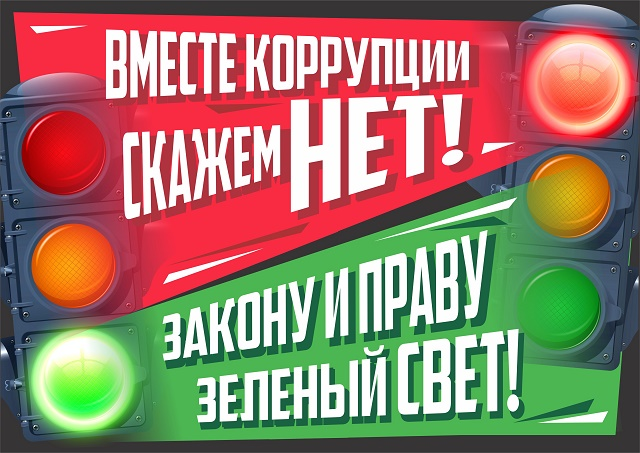 ВМЕСТЕ КОРРУПЦИИ
СКАЖЕМ НЕТ!
ЗАКОНУ И ПРАВУ
ЗЕЛЕНЫЙ СВЕТ!